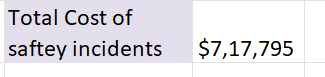 Total Cost of
saftey incidents $7,17,795